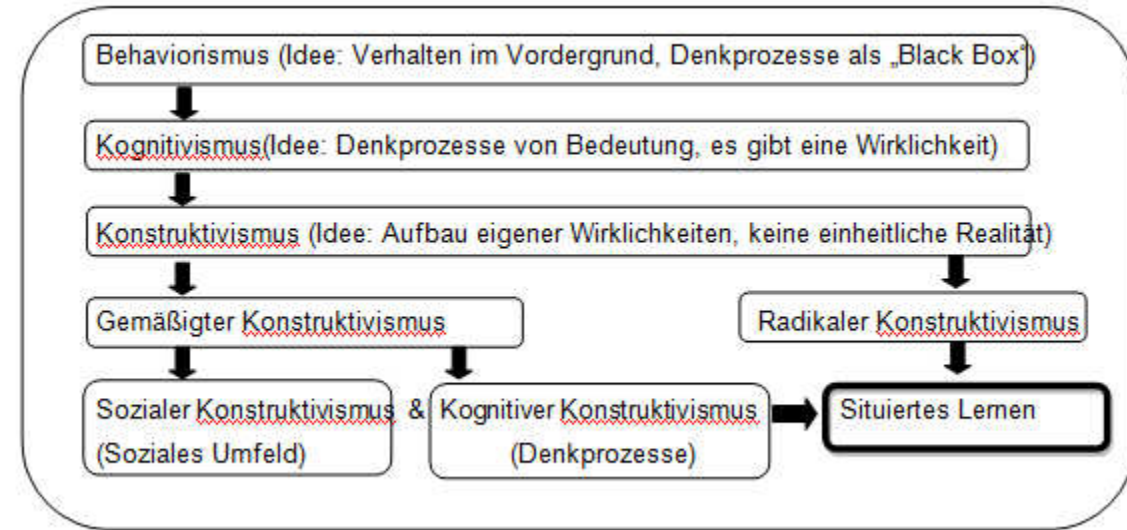 Behaviorismus (Idee: Verhalten im Vordergrund, Denkprozesse als „Black Box“)
Kognitivismus(Idee: Denkprozesse von Bedeutung, es gibt eine Wirklichkeit)
Konstruktivismus (Idee: Aufbau eigener Wirklichkeiten, keine einheitliche Realität)
Gemäßigter Konstruktivismus
Radikaler Konstruktivismus
Sozialer Konstruktivismus & Kognitiver Konstruktivismus
(Soziales Umfeld)
(Denkprozesse)
Situiertes Lernen